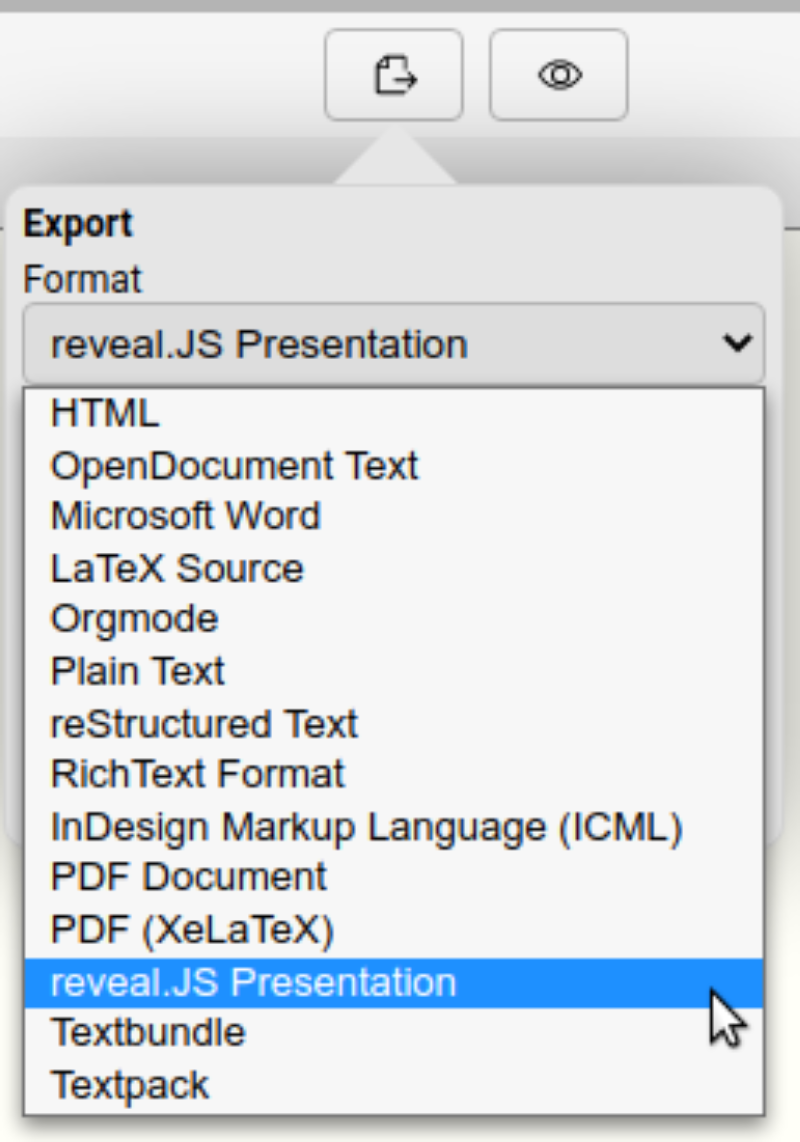 Export
Format
reveal.JS Presentation
HTML
OpenDocument Text
Microsoft Word
LaTeX Source
Orgmode
Plain Text
reStructured Text
RichText Format
InDesign Markup Language (ICML)
PDF Document
PDF (XeLaTeX)
reveal.JS Presentation
Textbundle
Textpack